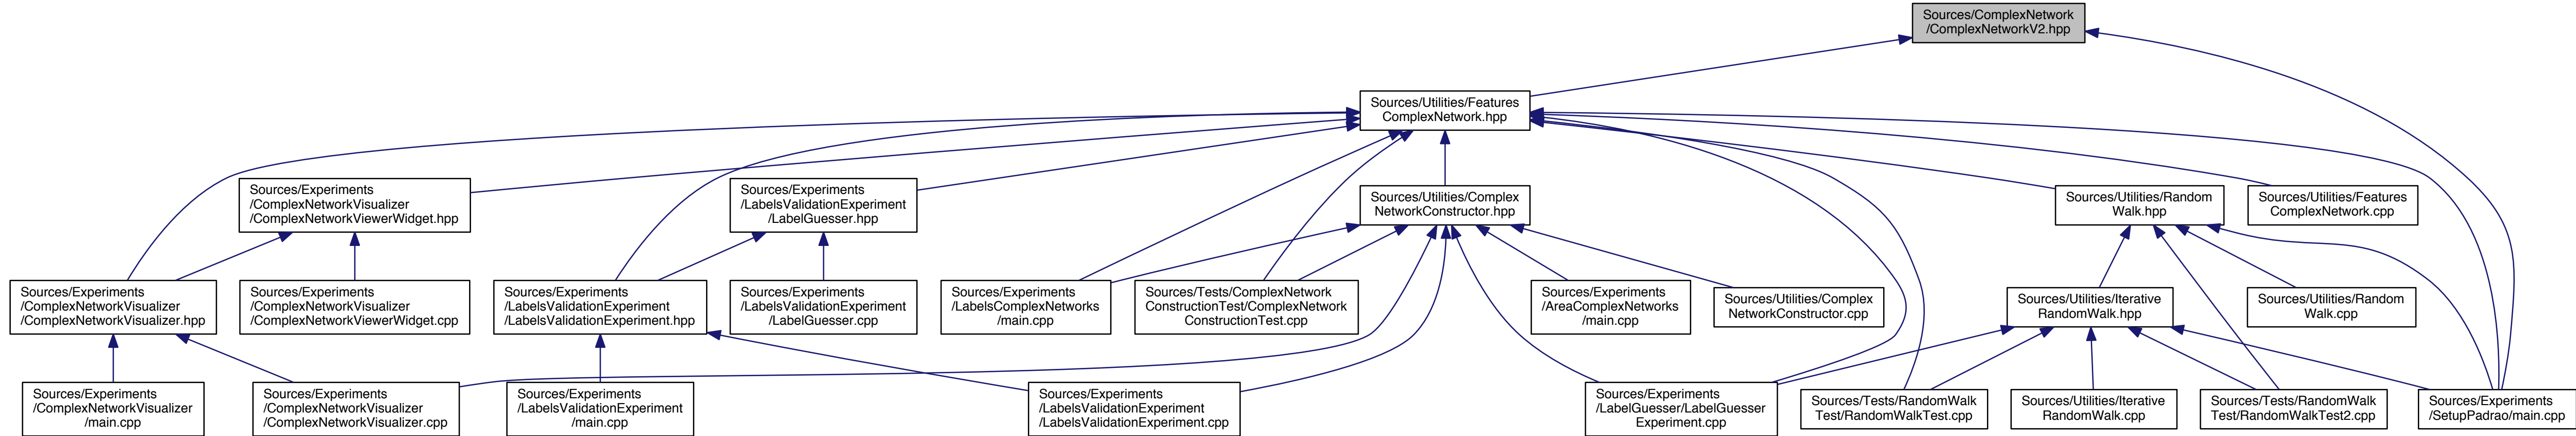 Sources/ComplexNetwork
/ComplexNetworkV2.hpp
Sources/Utilities/Features
ComplexNetwork.hpp
Sources/Experiments
/ComplexNetworkVisualizer
/ComplexNetworkViewerWidget.hpp
Sources/Experiments
/LabelsValidationExperiment
/LabelGuesser.hpp
Sources/Utilities/Complex
NetworkConstructor.hpp
Sources/Utilities/Random
Walk.hpp
Sources/Utilities/Features
ComplexNetwork.cpp
Sources/Experiments
/ComplexNetworkVisualizer
/ComplexNetworkVisualizer.hpp
Sources/Experiments
/ComplexNetworkVisualizer
/ComplexNetworkViewerWidget.cpp
Sources/Experiments
/LabelsValidationExperiment
/LabelsValidationExperiment.hpp
Sources/Experiments
/LabelsValidationExperiment
/LabelGuesser.cpp
Sources/Experiments
/LabelsComplexNetworks
/main.cpp
Sources/Tests/ComplexNetwork
ConstructionTest/ComplexNetwork
ConstructionTest.cpp
Sources/Experiments
/AreaComplexNetworks
/main.cpp
Sources/Utilities/Complex
NetworkConstructor.cpp
Sources/Utilities/Iterative
RandomWalk.hpp
Sources/Utilities/Random
Walk.cpp
Sources/Experiments
/ComplexNetworkVisualizer
/main.cpp
Sources/Experiments
/ComplexNetworkVisualizer
/ComplexNetworkVisualizer.cpp
Sources/Experiments
/LabelsValidationExperiment
/main.cpp
Sources/Experiments
/LabelsValidationExperiment
/LabelsValidationExperiment.cpp
Sources/Experiments
/LabelGuesser/LabelGuesser
Experiment.cpp
Sources/Tests/RandomWalk
Test/RandomWalkTest.cpp
Sources/Utilities/Iterative
RandomWalk.cpp
Sources/Tests/RandomWalk
Test/RandomWalkTest2.cpp
Sources/Experiments
/SetupPadrao/main.cpp